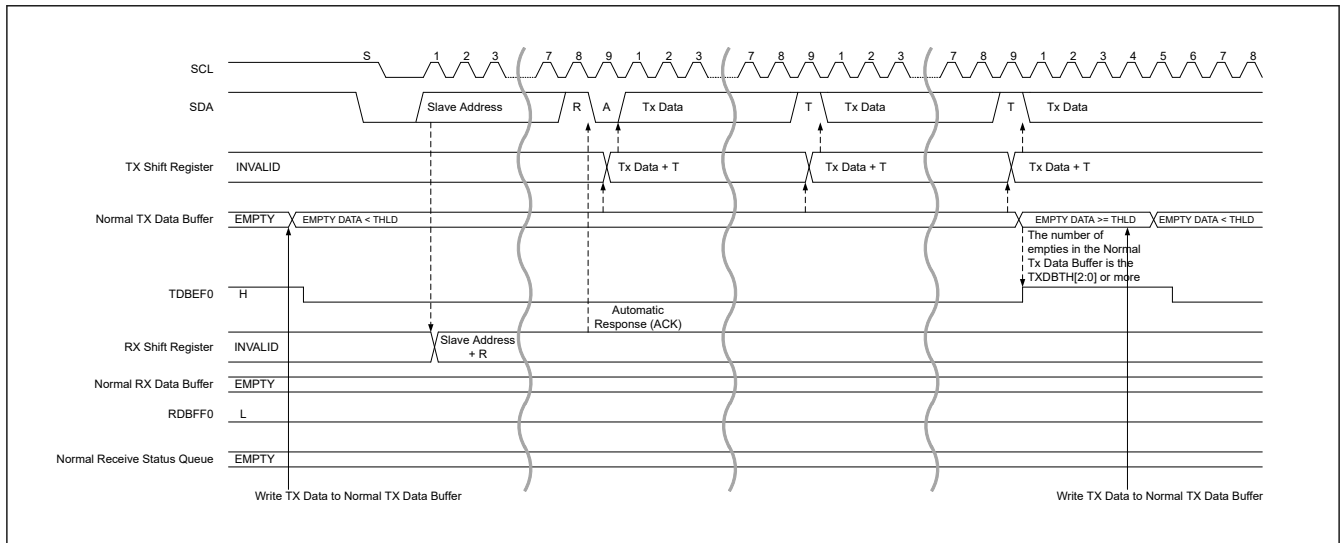 S 1 2 3 7 8 9 1 2 3 7 8 9 1 2 3 7 8 9 1 2 3 4 5 6 7 8
SCL
SDA Slave Address R A Tx Data T Tx Data T Tx Data
TX Shift Register INVALID Tx Data + T Tx Data + T Tx Data + T
Normal TX Data Buffer EMPTY EMPTY DATA < THLD EMPTY DATA >= THLD EMPTY DATA < THLD
The number of
empties in the Normal
Tx Data Buffer is the
TXDBTH[2:0] or more
TDBEF0 H
Automatic
Response (ACK)
RX Shift Register INVALID Slave Address
+ R
Normal RX Data Buffer EMPTY
RDBFF0 L
Normal Receive Status Queue EMPTY
Write TX Data to Normal TX Data Buffer Write TX Data to Normal TX Data Buffer